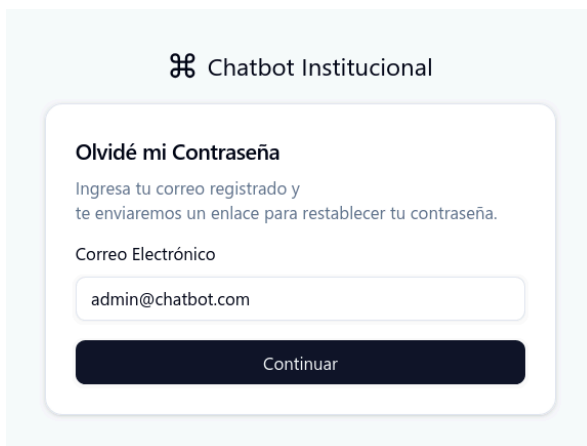 ⌘ Chatbot Institucional
Olvidé mi Contraseña
Ingresa tu correo registrado y
te enviaremos un enlace para restablecer tu contraseña.
Correo Electrónico
admin@chatbot.com
Continuar